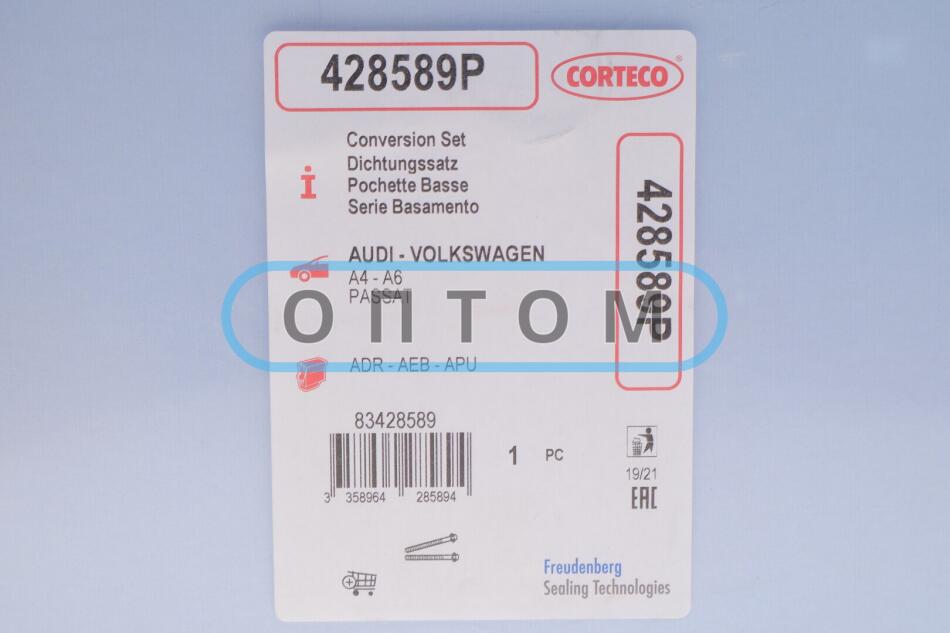 428589P
CORTECO®
Conversion Set
Dichtungssatz
Pochette Basse
Serie Basamento
428589P
AUDI - VOLKSWAGEN
A4 - A6
PASSAT
ОПТОМ
ADR - AEB - APU
83428589
3 358964 285894
1 PC
19/21
EAC
Freudenberg
Sealing Technologies